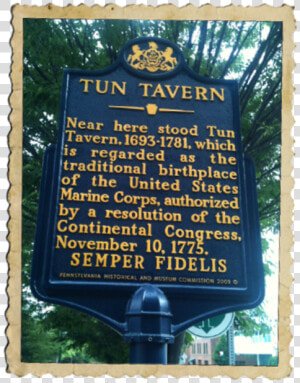 TUN TAVERN
Near here stood Tun
Tavern, 1693-1781, which
is regarded as the
traditional birthplace
of the United States
Marine Corps, authorized
by a resolution of the
Continental Congress,
November 10, 1775.
SEMPER FIDELIS
PENNSYLVANIA HISTORICAL AND MUSEUM COMMISSION 2009 ©